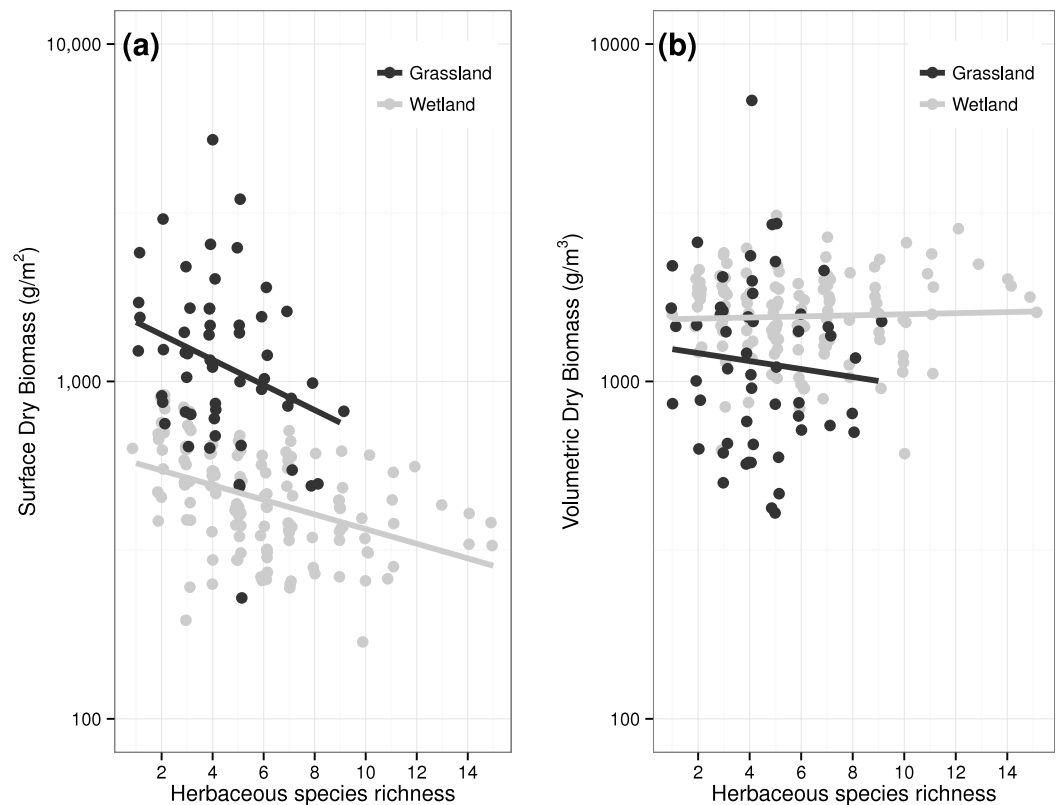 (a)
Grassland
Wetland
10,000
1,000
100
Surface Dry Biomass (g/m²)
2 4 6 8 10 12 14
Herbaceous species richness
(b)
Grassland
Wetland
10000
1000
100
Volumetric Dry Biomass (g/m³)
2 4 6 8 10 12 14
Herbaceous species richness